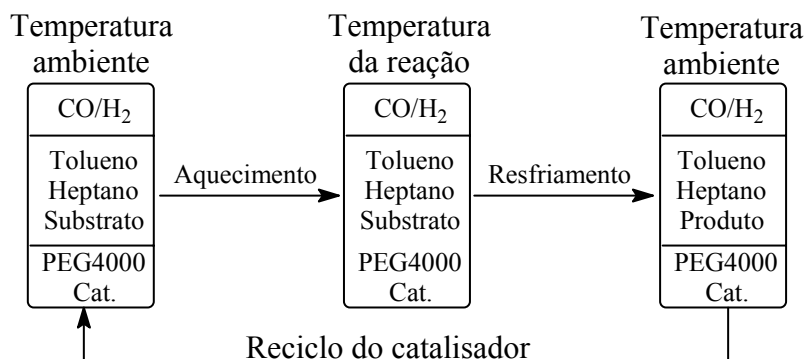 Temperatura
ambiente
CO/H₂
Tolueno
Heptano
Substrato
PEG4000
Cat.
Aquecimento
Temperatura
da reação
CO/H₂
Tolueno
Heptano
Substrato
PEG4000
Cat.
Resfriamento
Temperatura
ambiente
CO/H₂
Tolueno
Heptano
Produto
PEG4000
Cat.
Reciclo do catalisador